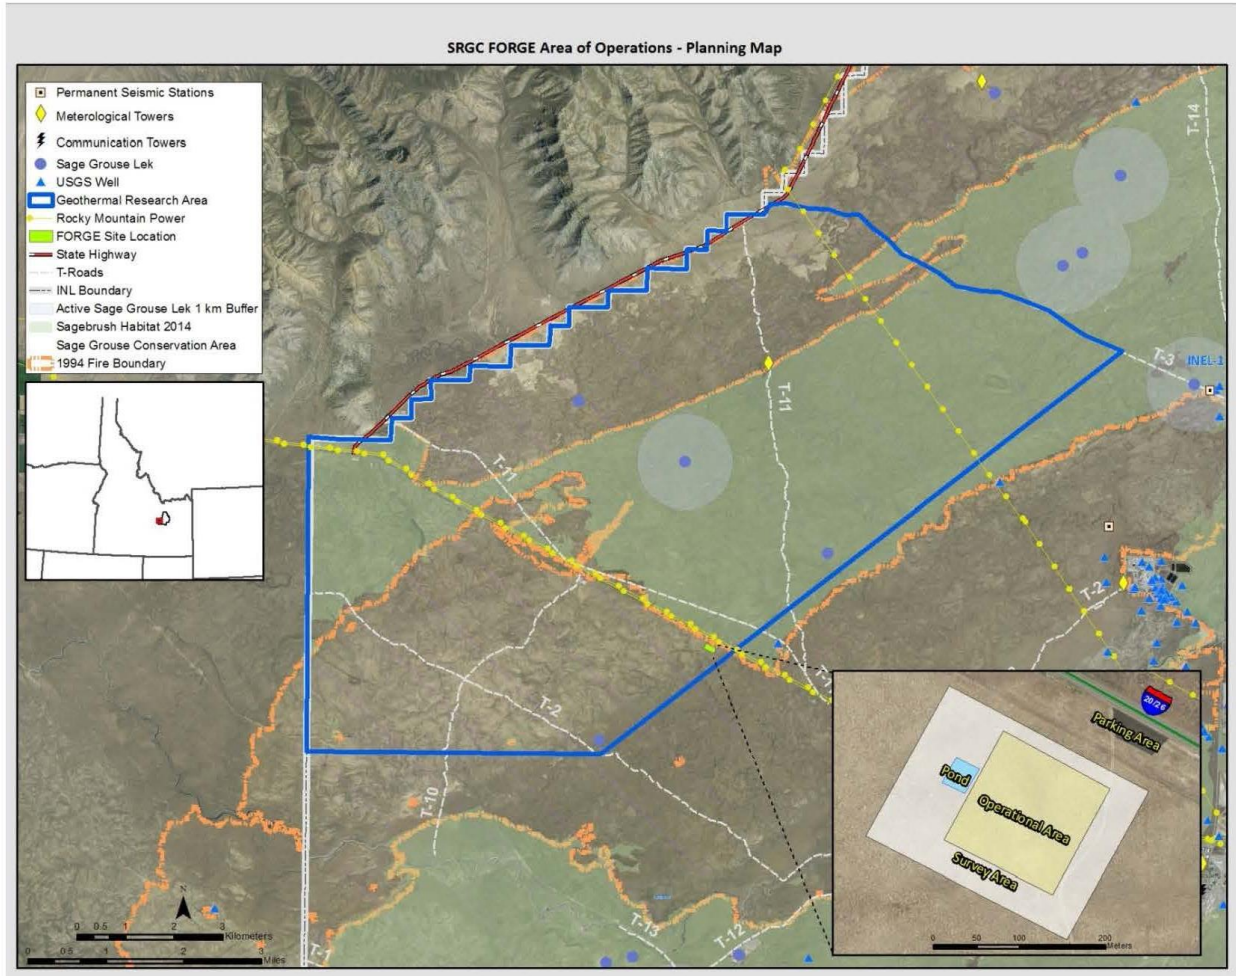 SRGC FORGE Area of Operations - Planning Map
Permanent Seismic Stations
Meterological Towers
Communication Towers
Sage Grouse Lek
USGS Well
Geothermal Research Area
Rocky Mountain Power
FORGE Site Location
State Highway
T-Roads
INL Boundary
Active Sage Grouse Lek 1 km Buffer
Sagebrush Habitat 2014
Sage Grouse Conservation Area
1994 Fire Boundary
T-14
T-3
INEL-1
T-11
T-11
T-2
T-2
T-10
T-13
T-12
T-1
20/26
Parking Area
Pond
Operational Area
Survey Area
0 50 100 200
Meters
N
0 0.5 1 2 3
Kilometers
0 0.5 1 2 3
Miles